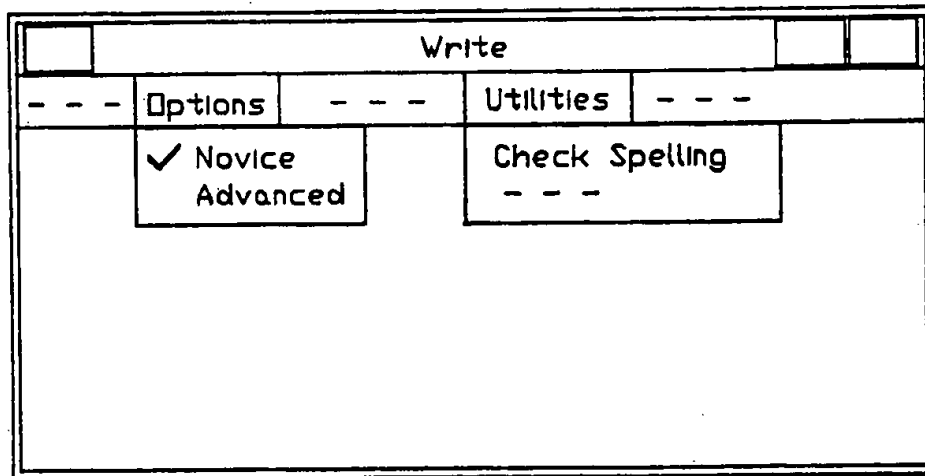 Write
- - - Options - - - Utilities - - -
✓ Novice Check Spelling
Advanced - - -